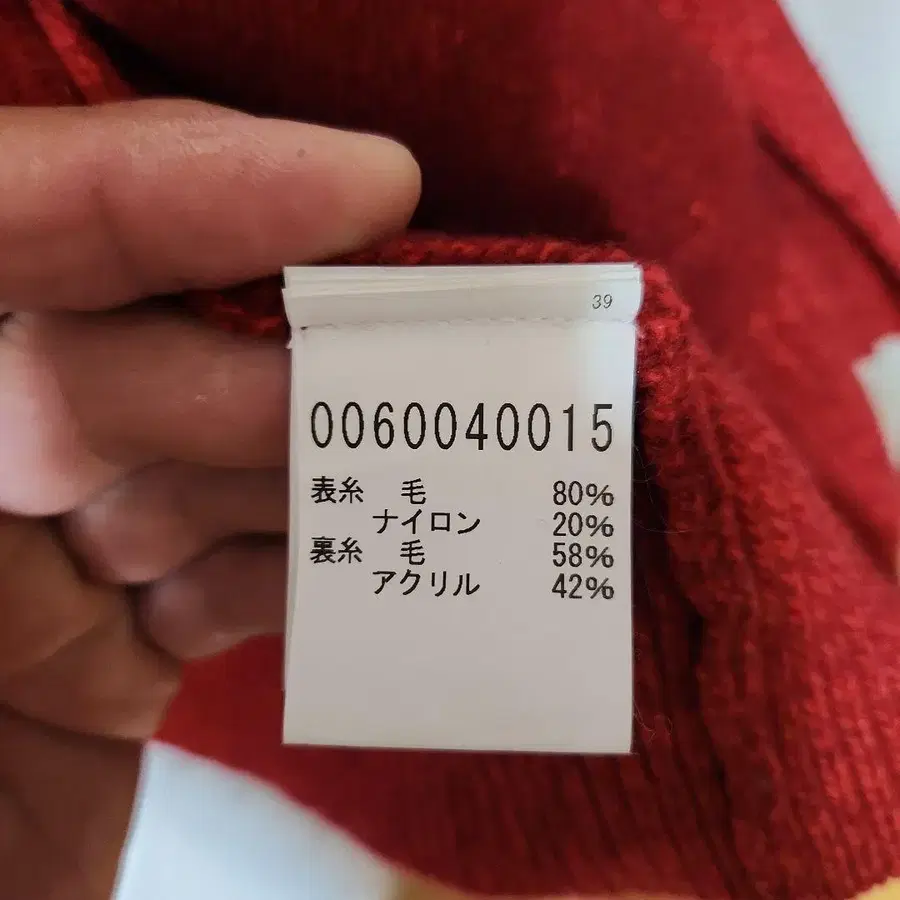 39
0060040015
表糸 毛 80%
ナイロン 20%
裏糸 毛 58%
アクリル 42%